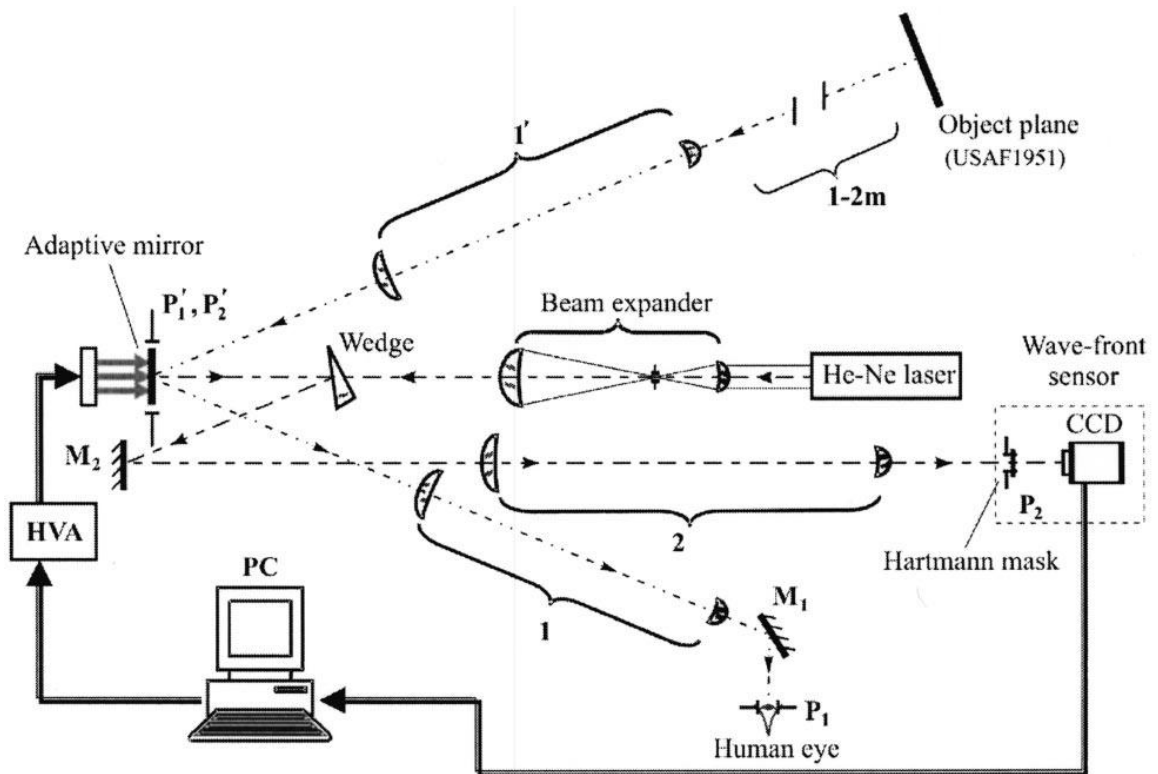 Object plane
(USAF1951)
1'
1-2m
Adaptive mirror
P1', P2'
Wedge
Beam expander
He-Ne laser
Wave-front
sensor
CCD
M2
P2
HVA
2
Hartmann mask
PC
1
M1
P1
Human eye